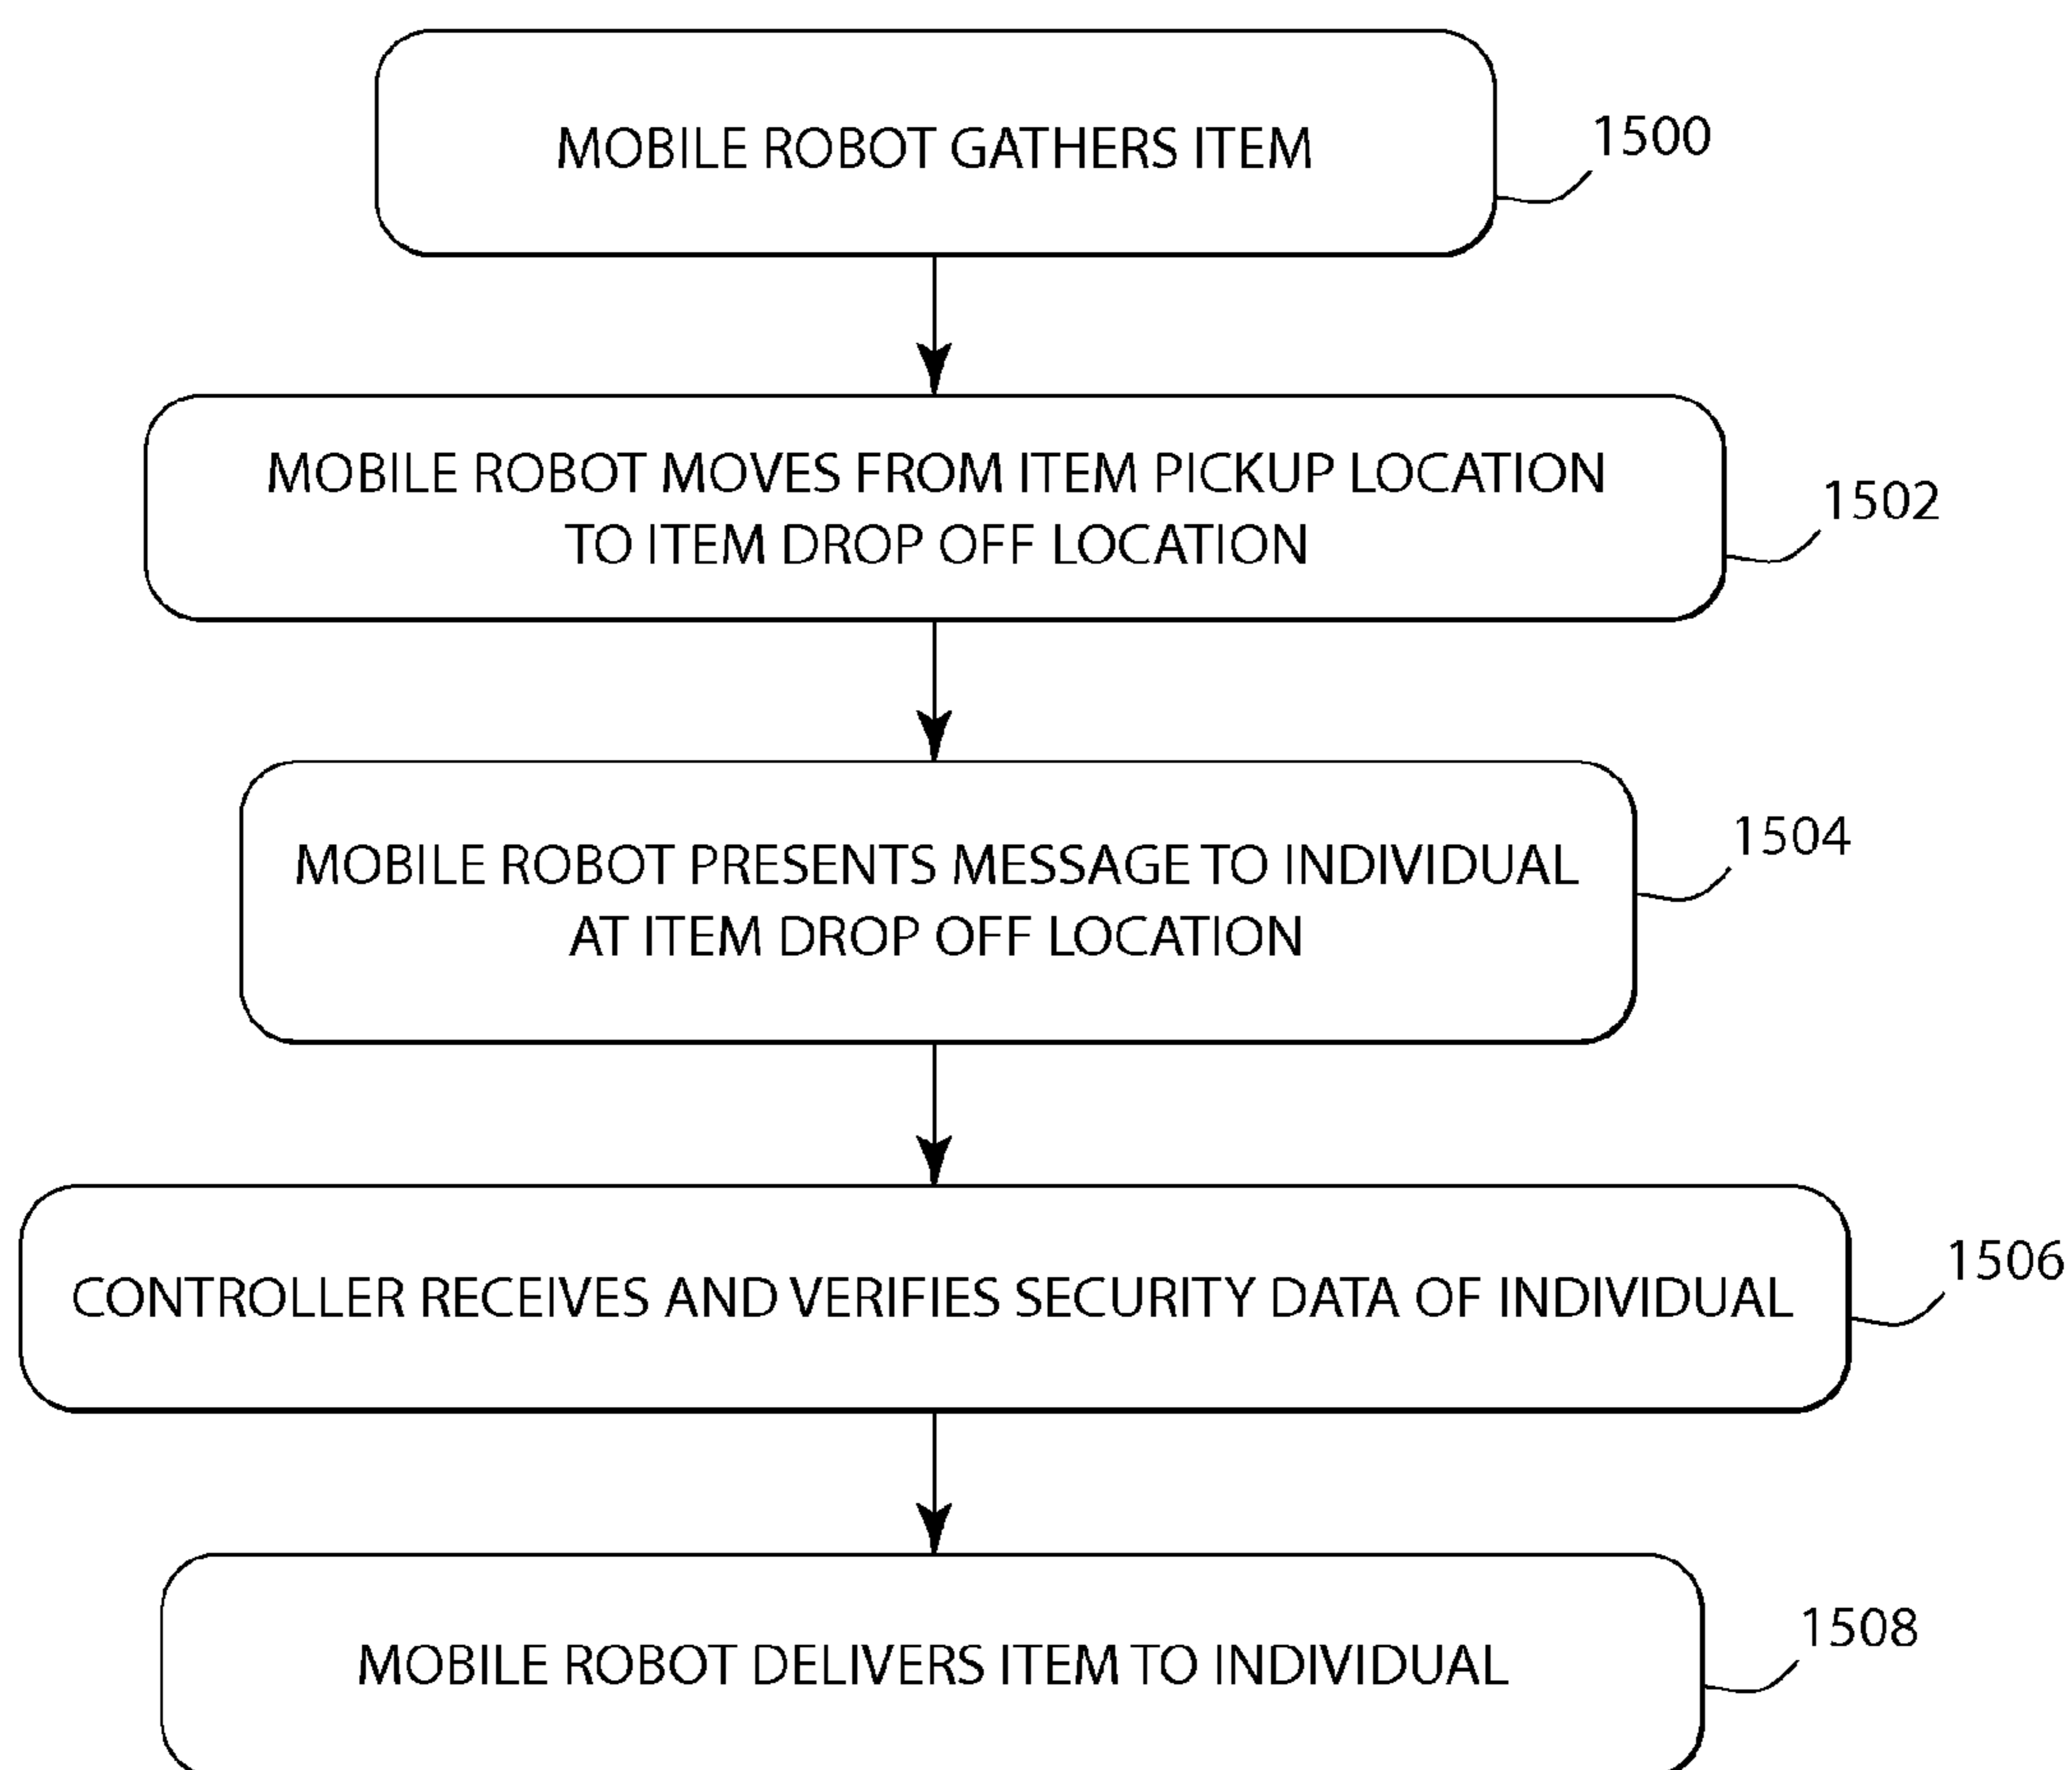 MOBILE ROBOT GATHERS ITEM
1500
MOBILE ROBOT MOVES FROM ITEM PICKUP LOCATION
TO ITEM DROP OFF LOCATION
1502
MOBILE ROBOT PRESENTS MESSAGE TO INDIVIDUAL
AT ITEM DROP OFF LOCATION
1504
CONTROLLER RECEIVES AND VERIFIES SECURITY DATA OF INDIVIDUAL
1506
MOBILE ROBOT DELIVERS ITEM TO INDIVIDUAL
1508